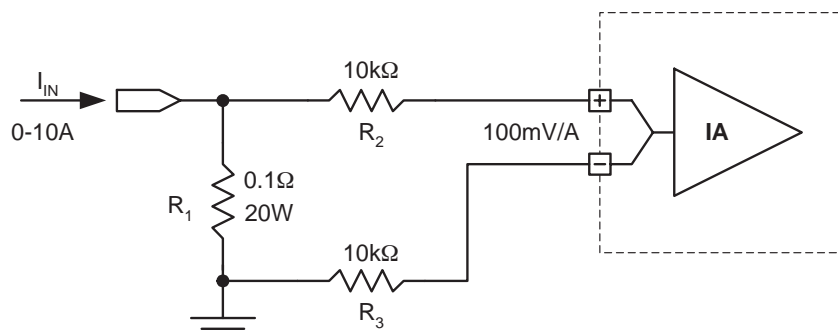 I_IN
0-10A
10kΩ
R_2
100mV/A
+
IA
-
R_1
0.1Ω
20W
10kΩ
R_3